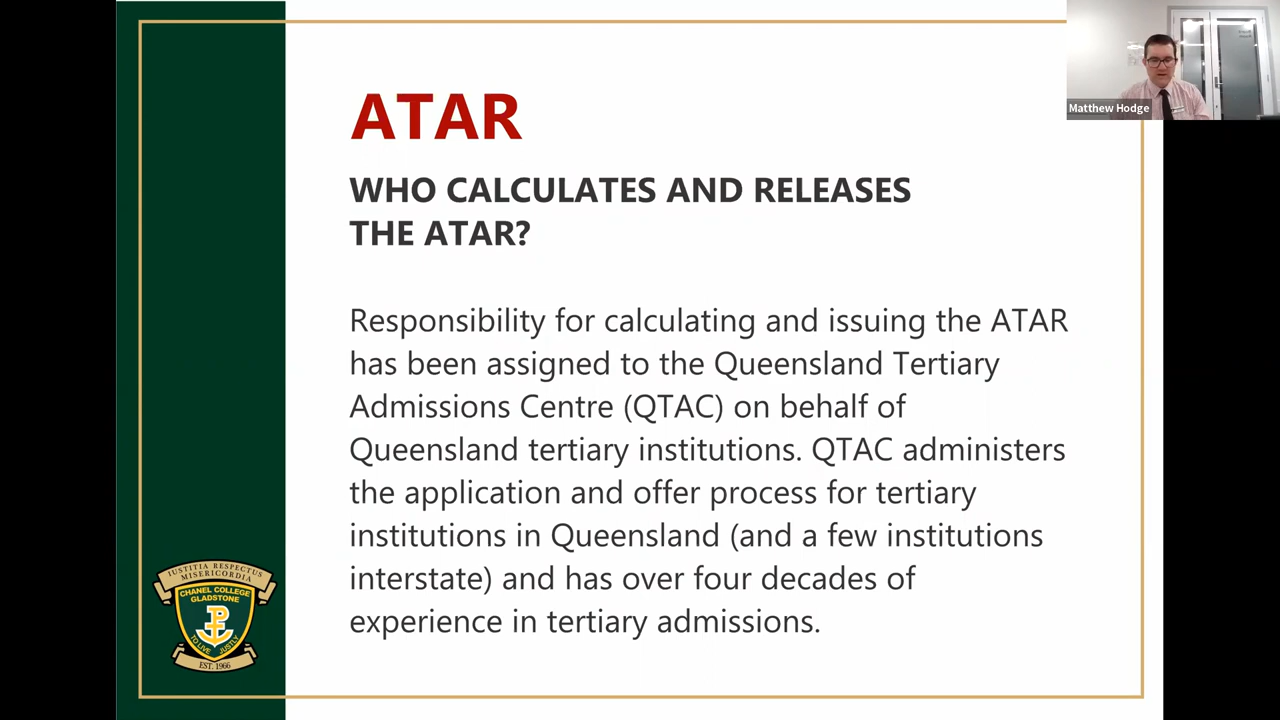 ATAR
Matthew Hodge
WHO CALCULATES AND RELEASES
THE ATAR?
Responsibility for calculating and issuing the ATAR
has been assigned to the Queensland Tertiary
Admissions Centre (QTAC) on behalf of
Queensland tertiary institutions. QTAC administers
the application and offer process for tertiary
institutions in Queensland (and a few institutions
interstate) and has over four decades of
experience in tertiary admissions.
IUSTITIA RESPECTUS
MISERICORDIA
CHANEL COLLEGE
GLADSTONE
TO LIVE JUSTLY
EST. 1966